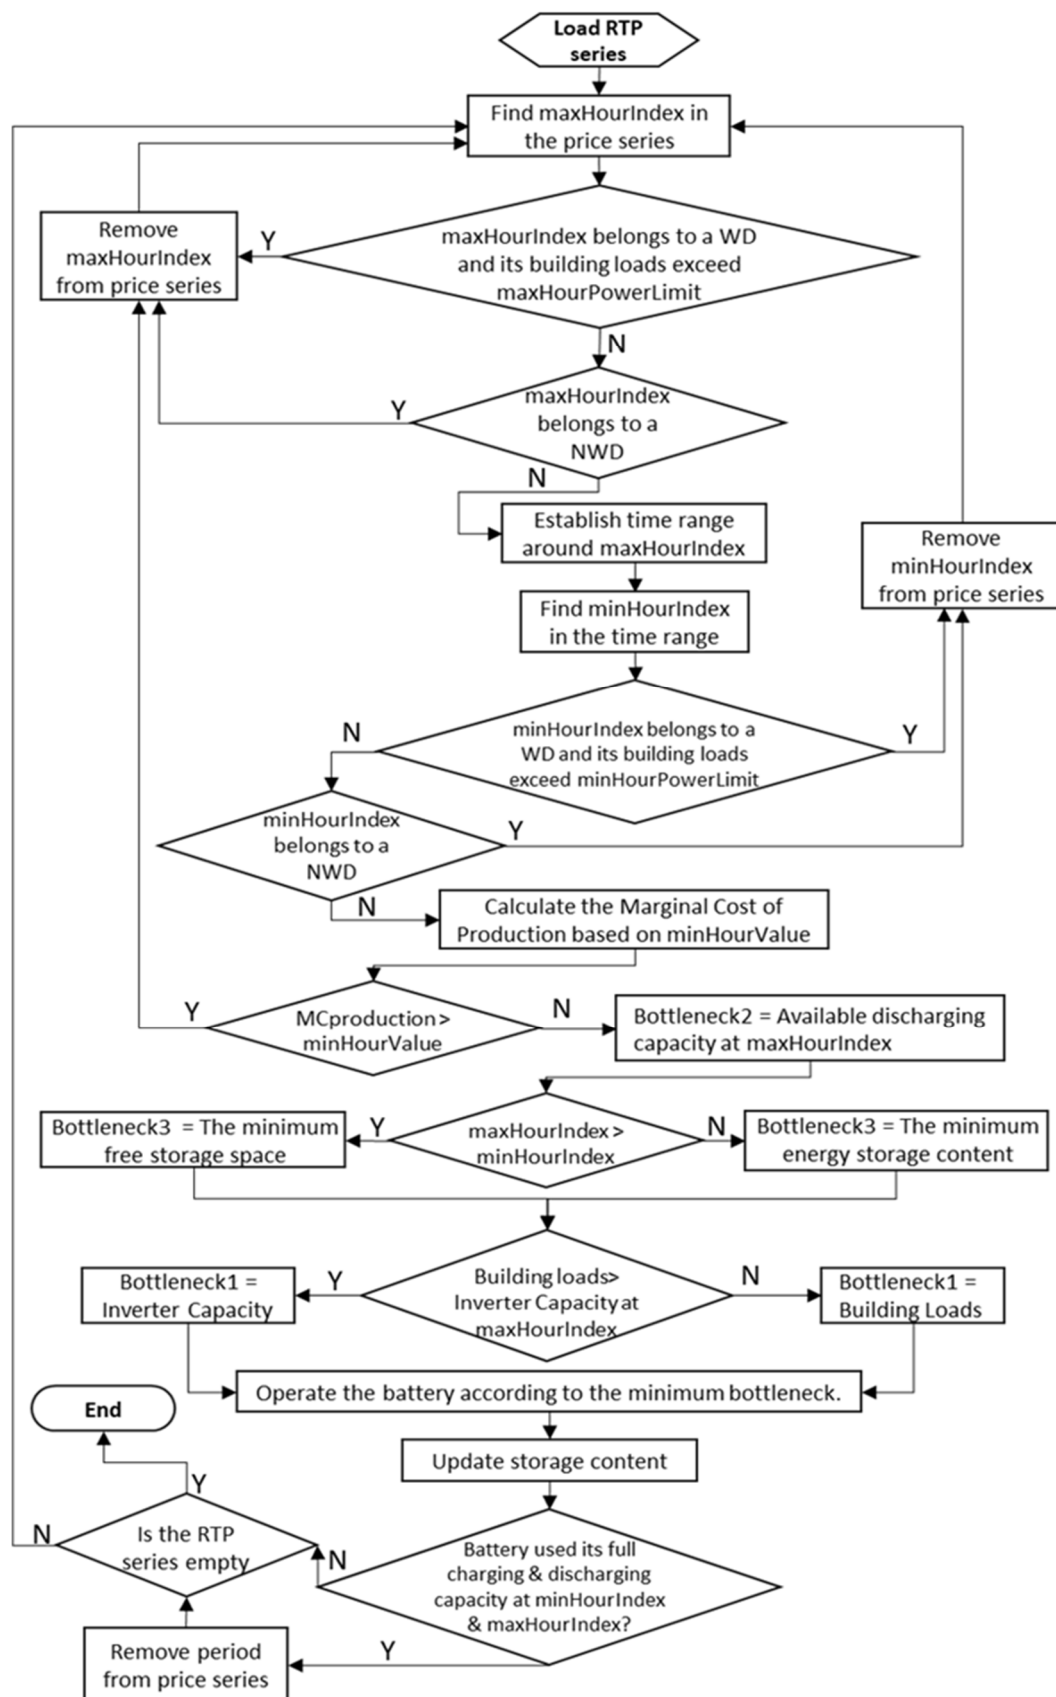 Load RTP
series
Find maxHourIndex in
the price series
Remove
maxHourIndex
from price series
Y
maxHourIndex belongs to a WD
and its building loads exceed
maxHourPowerLimit
N
maxHourIndex
belongs to a
NWD
Y
N
Establish time range
around maxHourIndex
Remove
minHourIndex
from price series
Find minHourIndex
in the time range
N
minHourIndex belongs to a
WD and its building loads
exceed minHourPowerLimit
Y
minHourIndex
belongs to a
NWD
Y
N
Calculate the Marginal Cost of
Production based on minHourValue
Y
MCproduction >
minHourValue
N
Bottleneck2 = Available discharging
capacity at maxHourIndex
Bottleneck3 = The minimum
free storage space
Y
maxHourIndex >
minHourIndex
N
Bottleneck3 = The minimum
energy storage content
Bottleneck1 =
Inverter Capacity
Y
Building loads>
Inverter Capacity at
maxHourIndex
N
Bottleneck1 =
Building Loads
Operate the battery according to the minimum bottleneck.
End
Update storage content
Y
N
Is the RTP
series empty
N
Battery used its full
charging & discharging
capacity at minHourIndex
& maxHourIndex?
Y
Remove period
from price series